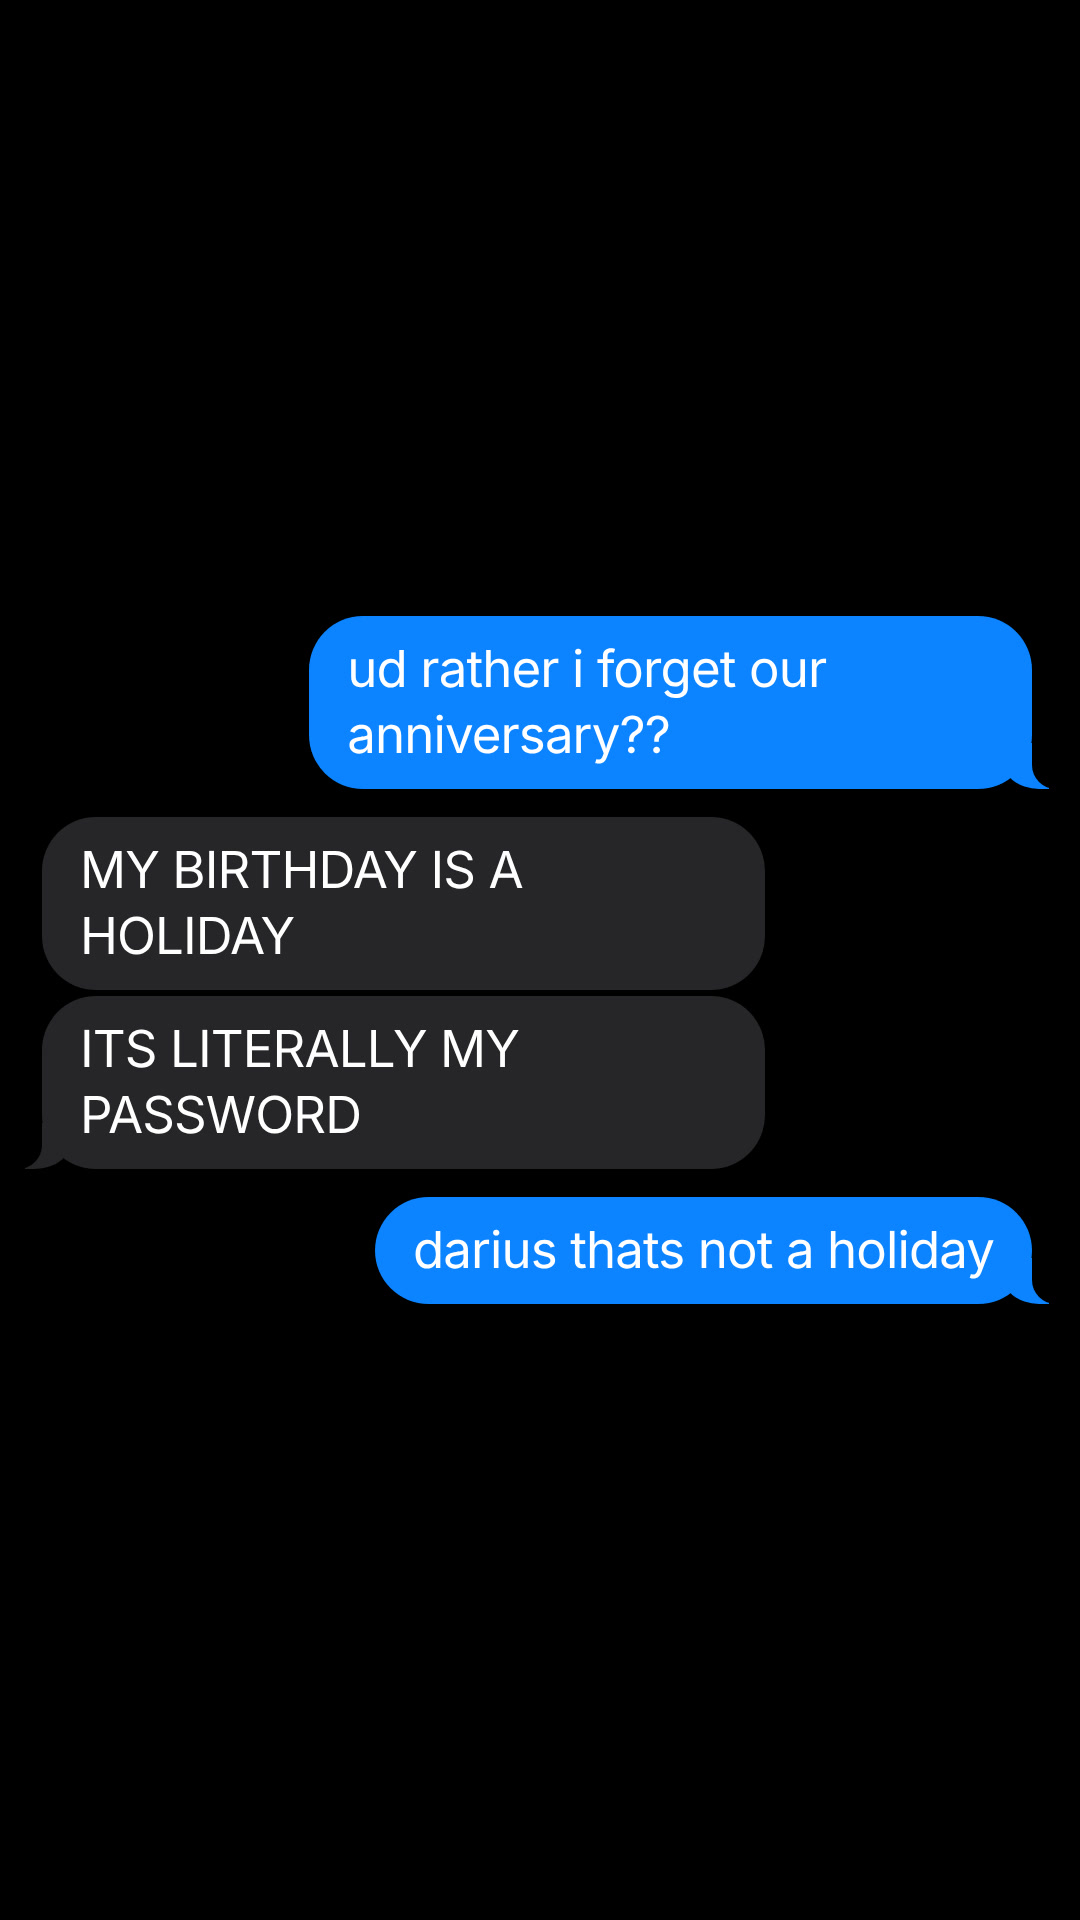 ud rather i forget our
anniversary??
MY BIRTHDAY IS A
HOLIDAY
ITS LITERALLY MY
PASSWORD
darius thats not a holiday